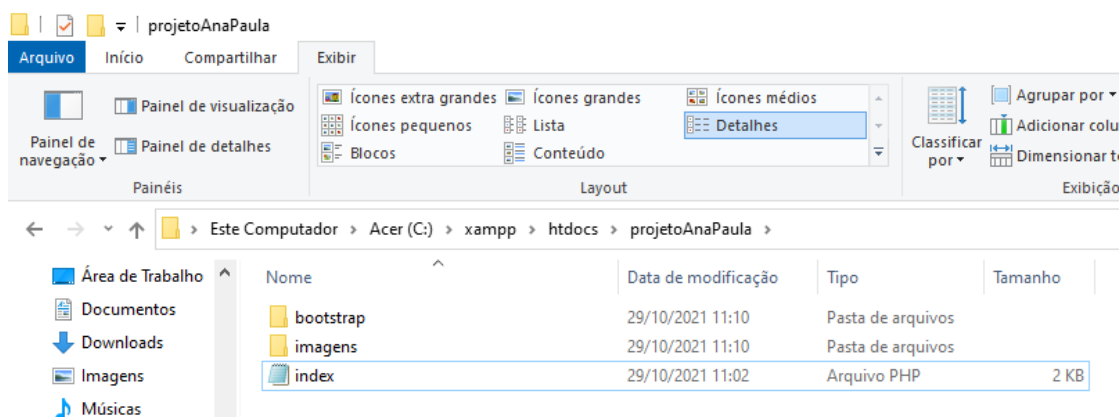 projetoAnaPaula
Arquivo Início Compartilhar Exibir
Painel de navegação
Painel de visualização
Painel de detalhes
Painéis
Ícones extra grandes Ícones grandes Ícones médios
Ícones pequenos Lista Detalhes
Blocos Conteúdo
Layout
Classificar por
Agrupar por
Adicionar colu
Dimensionar t
Exibição
Este Computador > Acer (C:) > xampp > htdocs > projetoAnaPaula >
Área de Trabalho
Documentos
Downloads
Imagens
Músicas
Nome Data de modificação Tipo Tamanho
bootstrap 29/10/2021 11:10 Pasta de arquivos
imagens 29/10/2021 11:10 Pasta de arquivos
index 29/10/2021 11:02 Arquivo PHP 2 KB